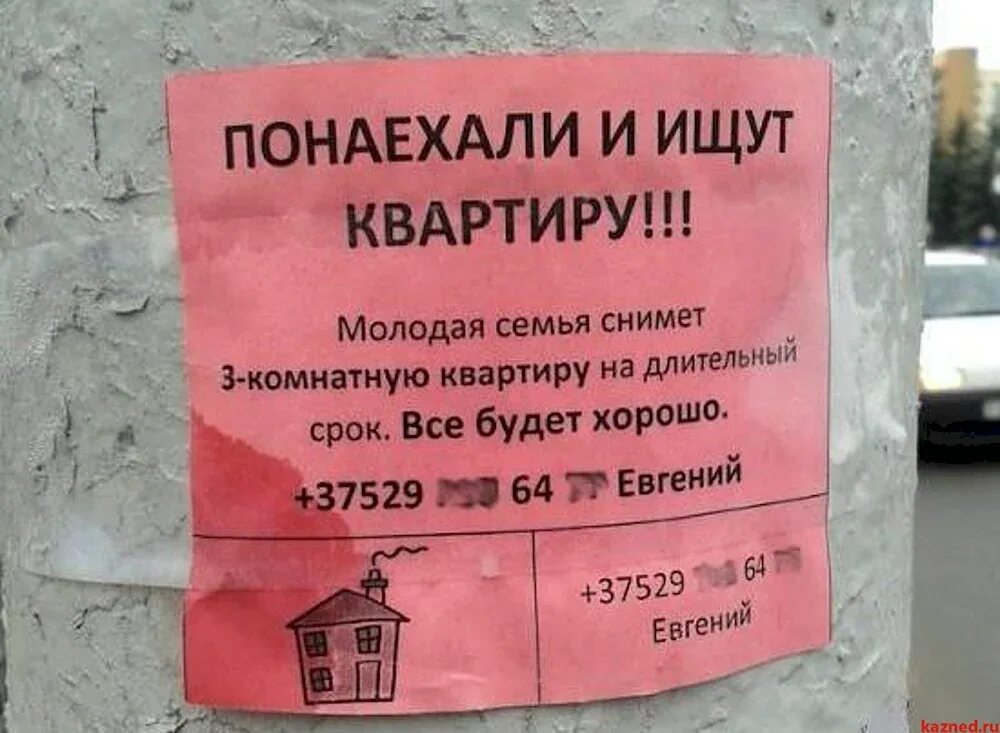 ПОНАЕХАЛИ И ИЩУТ
КВАРТИРУ!!!
Молодая семья снимет
3-комнатную квартиру на длительный
срок. Все будет хорошо.
+37529 64 Евгений
+37529 64
Евгений
kazned.ru